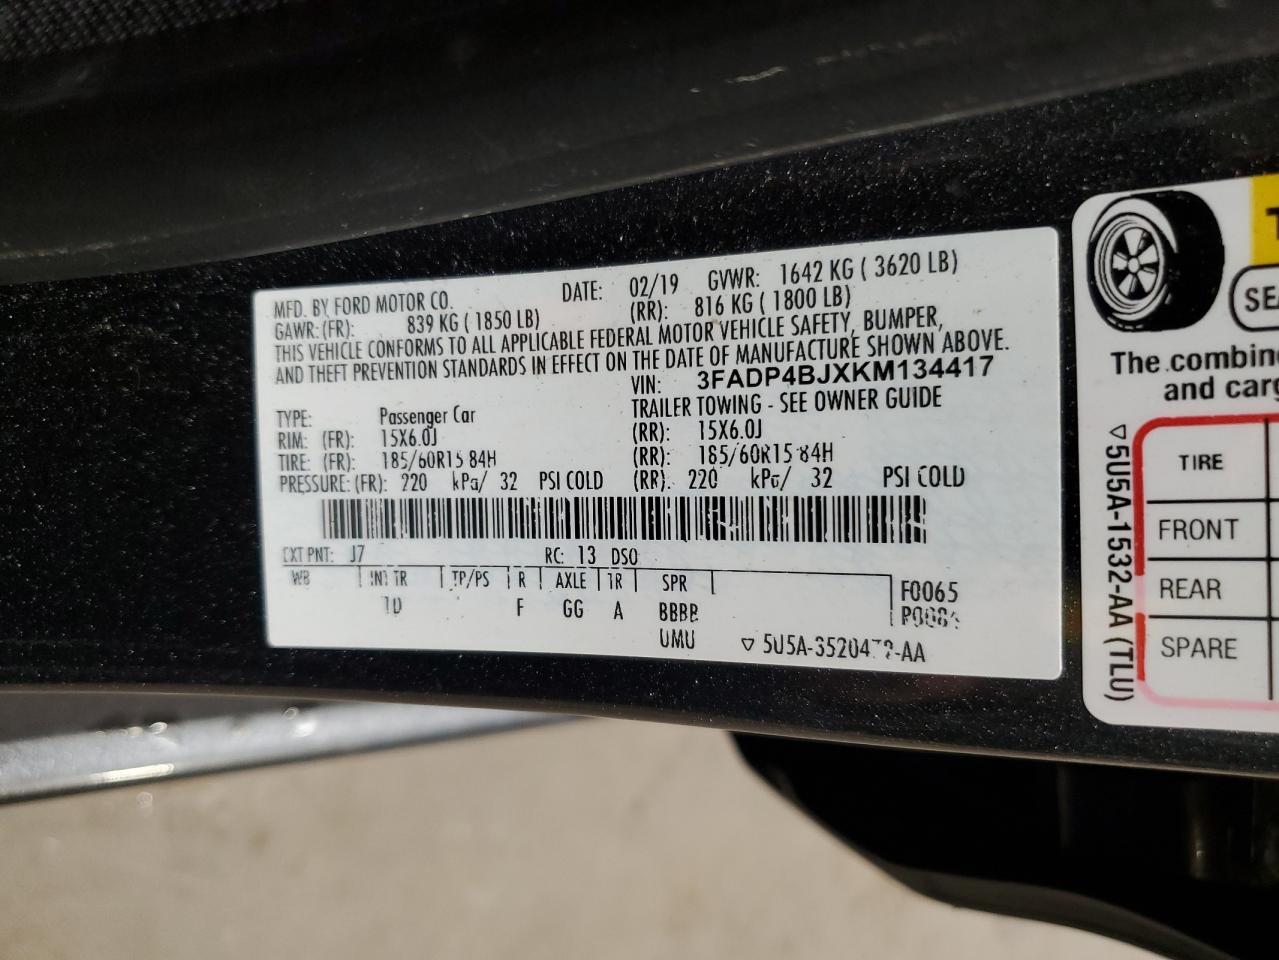 MFD. BY FORD MOTOR CO. DATE: 02/19 GVWR: 1642 KG ( 3620 LB)
GAWR: (FR): 839 KG ( 1850 LB) (RR): 816 KG ( 1800 LB)
THIS VEHICLE CONFORMS TO ALL APPLICABLE FEDERAL MOTOR VEHICLE SAFETY, BUMPER,
AND THEFT PREVENTION STANDARDS IN EFFECT ON THE DATE OF MANUFACTURE SHOWN ABOVE.
VIN: 3FADP4BJXKM134417
TYPE: Passenger Car TRAILER TOWING - SEE OWNER GUIDE
RIM: (FR): 15X6.0J (RR): 15X6.0J
TIRE: (FR): 185/60R15 84H (RR): 185/60R15 84H
PRESSURE: (FR): 220 kPa/ 32 PSI COLD (RR): 220 kPa/ 32 PSI COLD
EXT PNT: J7 RC: 13 DSO
WB INT TR TP/PS R AXLE TR SPR F0065
F GG A BBBB
UMU ▽ 5U5A-AA
The combin
and carg
TIRE
FRONT
REAR
SPARE
▽5U5A-1532-AA (TLU)